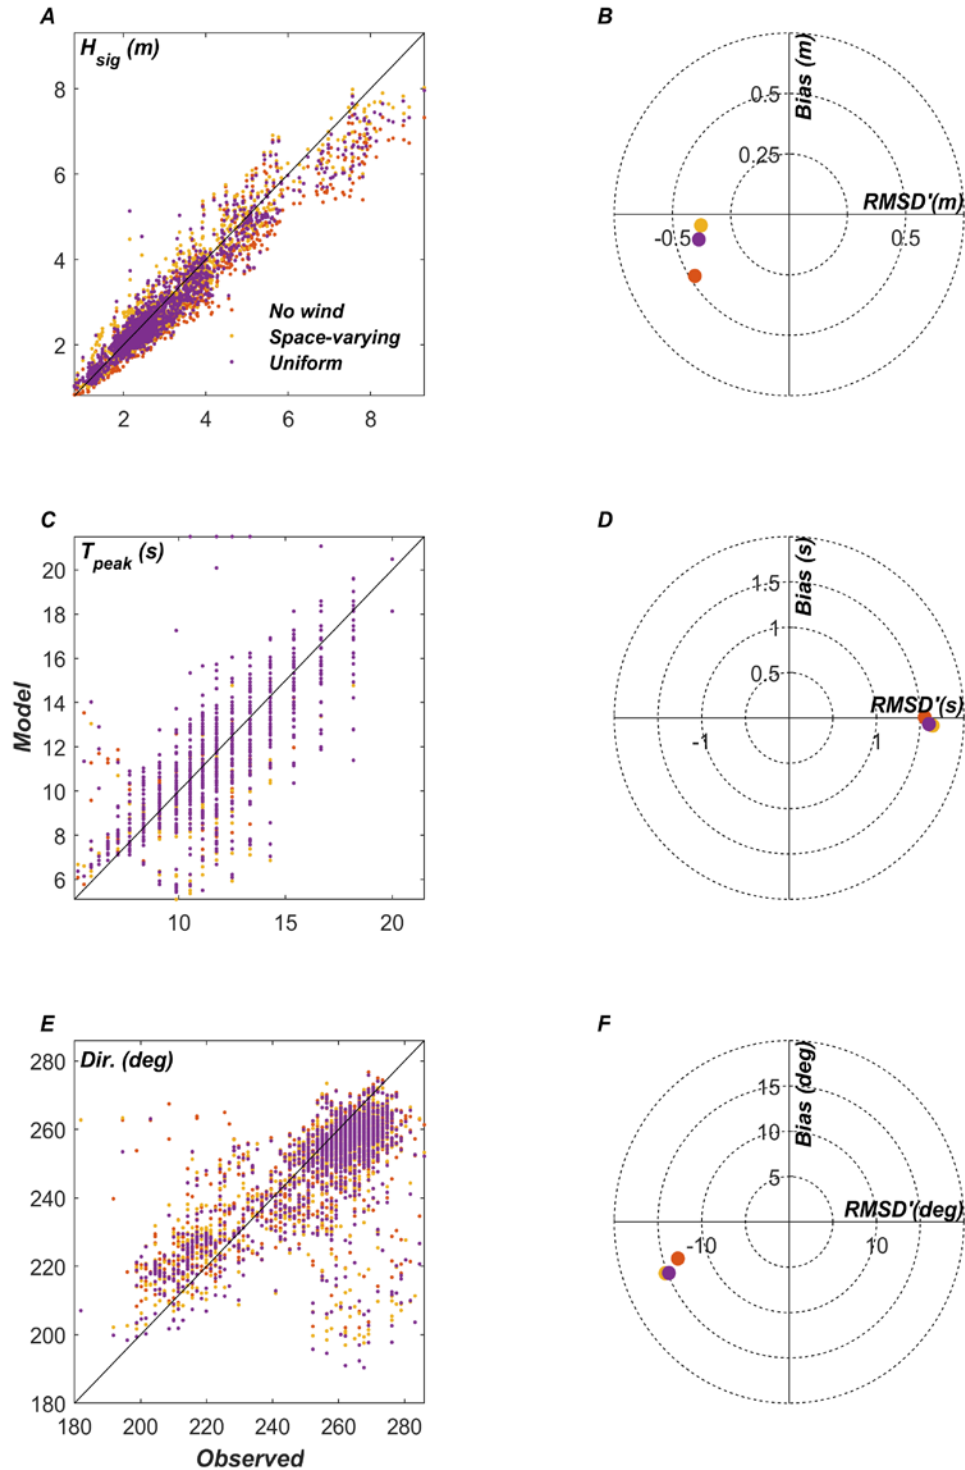 A
H_sig (m)
8
6
4
2
2 4 6 8
No wind
Space-varying
Uniform
B
Bias (m)
0.5
0.25
RMSD'(m)
-0.5 0.5
C
T_peak (s)
20
18
16
14
12
10
8
6
10 15 20
Model
D
Bias (s)
1.5
1
0.5
RMSD'(s)
-1 1
E
Dir. (deg)
280
260
240
220
200
180
180 200 220 240 260 280
Observed
F
Bias (deg)
15
10
5
RMSD'(deg)
-10 10